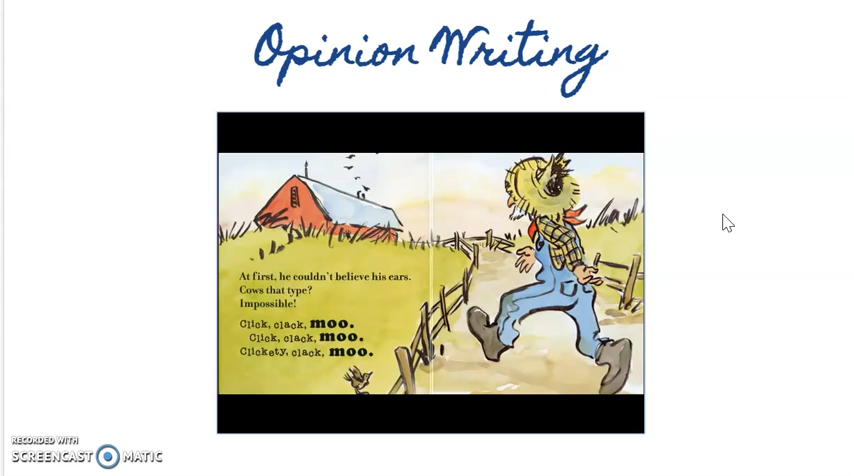 Opinion Writing
At first, he couldn't believe his ears.
Cows that type?
Impossible!
Click, clack, moo.
Click, clack, moo.
Clickety, clack, moo.
RECORDED WITH
SCREENCAST MATIC